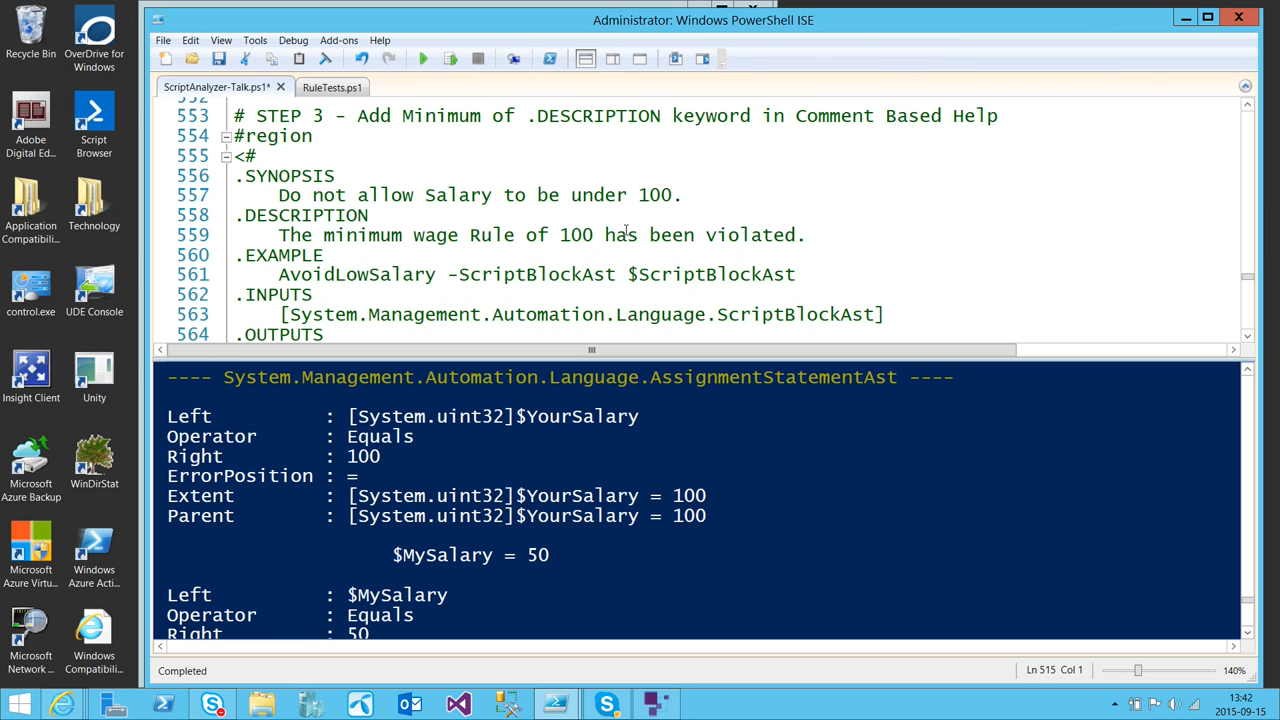 Administrator: Windows PowerShell ISE
File Edit View Tools Debug Add-ons Help
ScriptAnalyzer-Talk.ps1*
RuleTests.ps1
552
553 # STEP 3 - Add Minimum of .DESCRIPTION keyword in Comment Based Help
554 #region
555 <#
556 .SYNOPSIS
557 Do not allow Salary to be under 100.
558 .DESCRIPTION
559 The minimum wage Rule of 100 has been violated.
560 .EXAMPLE
561 AvoidLowSalary -ScriptBlockAst $ScriptBlockAst
562 .INPUTS
563 [System.Management.Automation.Language.ScriptBlockAst]
564 .OUTPUTS
---- System.Management.Automation.Language.AssignmentStatementAst ----
Left : [System.uint32]$YourSalary
Operator : Equals
Right : 100
ErrorPosition : =
Extent : [System.uint32]$YourSalary = 100
Parent : [System.uint32]$YourSalary = 100
$MySalary = 50
Left : $MySalary
Operator : Equals
Right : 50
Completed
Ln 515 Col 1
140%
Recycle Bin
OverDrive for Windows
Adobe Digital Ed...
Script Browser
Application Compatibili...
Technology
control.exe
UDE Console
Insight Client
Unity
Microsoft Azure Backup
WinDirStat
Microsoft Azure Virtu...
Windows Azure Acti...
Microsoft Network ...
Windows Compatibil...
13:42
2015-09-15